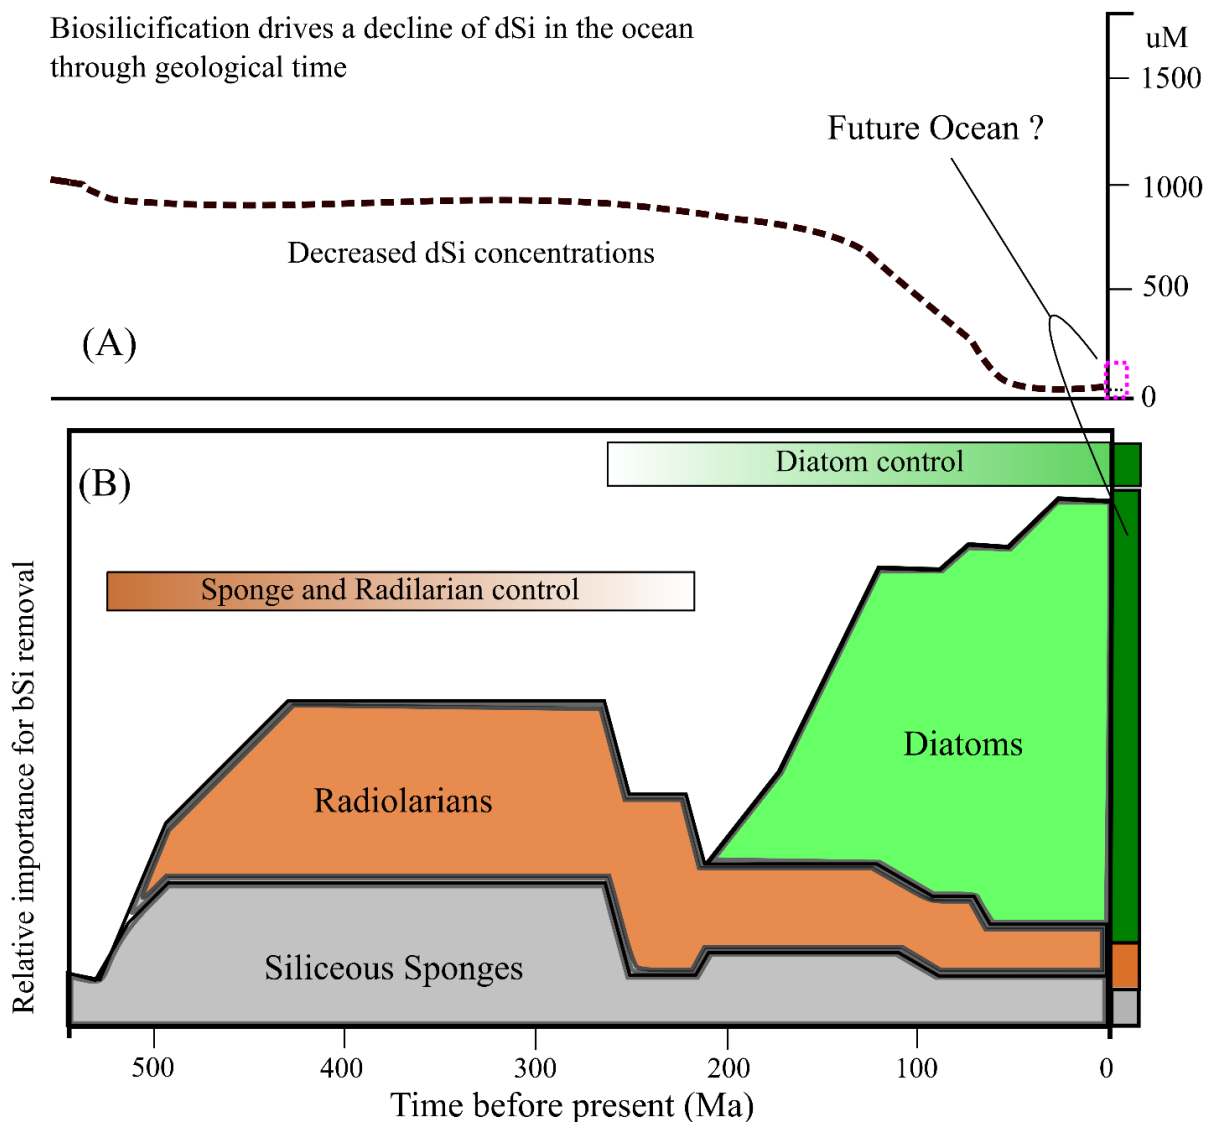 Biosilicification drives a decline of dSi in the ocean
through geological time
uM
1500
Future Ocean ?
1000
Decreased dSi concentrations
500
(A)
0
Diatom control
(B)
Sponge and Radilarian control
Diatoms
Radiolarians
Siliceous Sponges
Relative importance for bSi removal
500
400
300
200
100
0
Time before present (Ma)